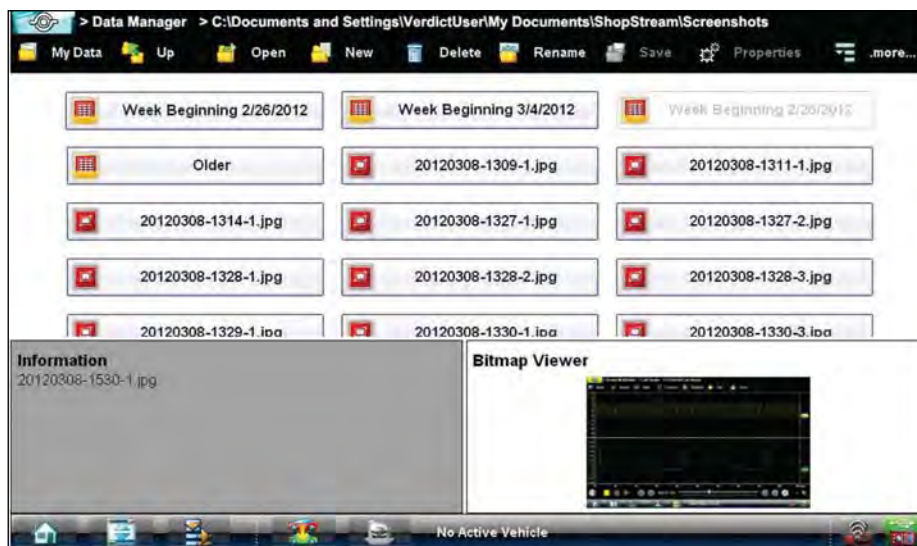 > Data Manager > C:\Documents and Settings\VerdictUser\My Documents\ShopStream\Screenshots
My Data Up Open New Delete Rename Save Properties .more...
Week Beginning 2/26/2012 Week Beginning 3/4/2012 Week Beginning 2/26/2012
Older 20120308-1309-1.jpg 20120308-1311-1.jpg
20120308-1314-1.jpg 20120308-1327-1.jpg 20120308-1327-2.jpg
20120308-1328-1.jpg 20120308-1328-2.jpg 20120308-1328-3.jpg
20120308-1329-1.jpg 20120308-1330-1.jpg 20120308-1330-3.jpg
Information
20120308-1530-1.jpg
Bitmap Viewer
No Active Vehicle